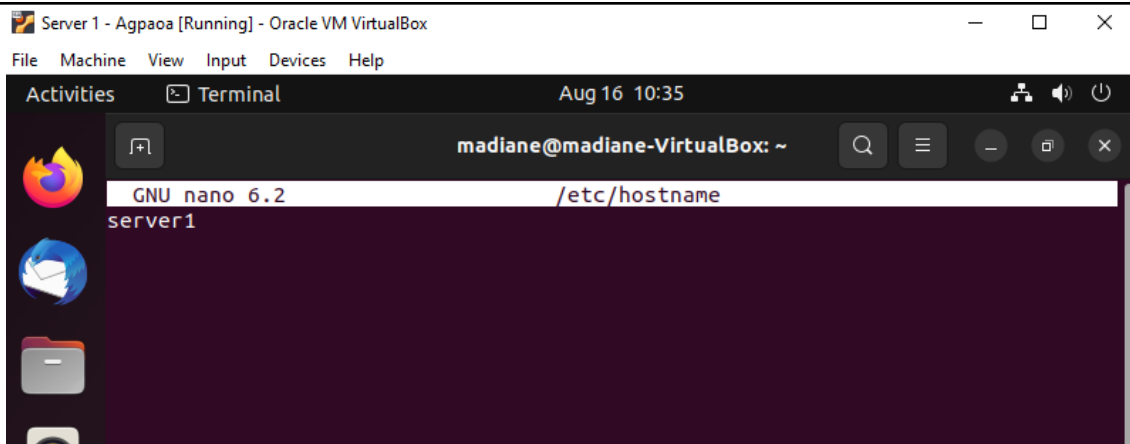 Server 1 - Agpaoa [Running] - Oracle VM VirtualBox
File Machine View Input Devices Help
Activities Terminal Aug 16 10:35
madiane@madiane-VirtualBox: ~
GNU nano 6.2 /etc/hostname
server1